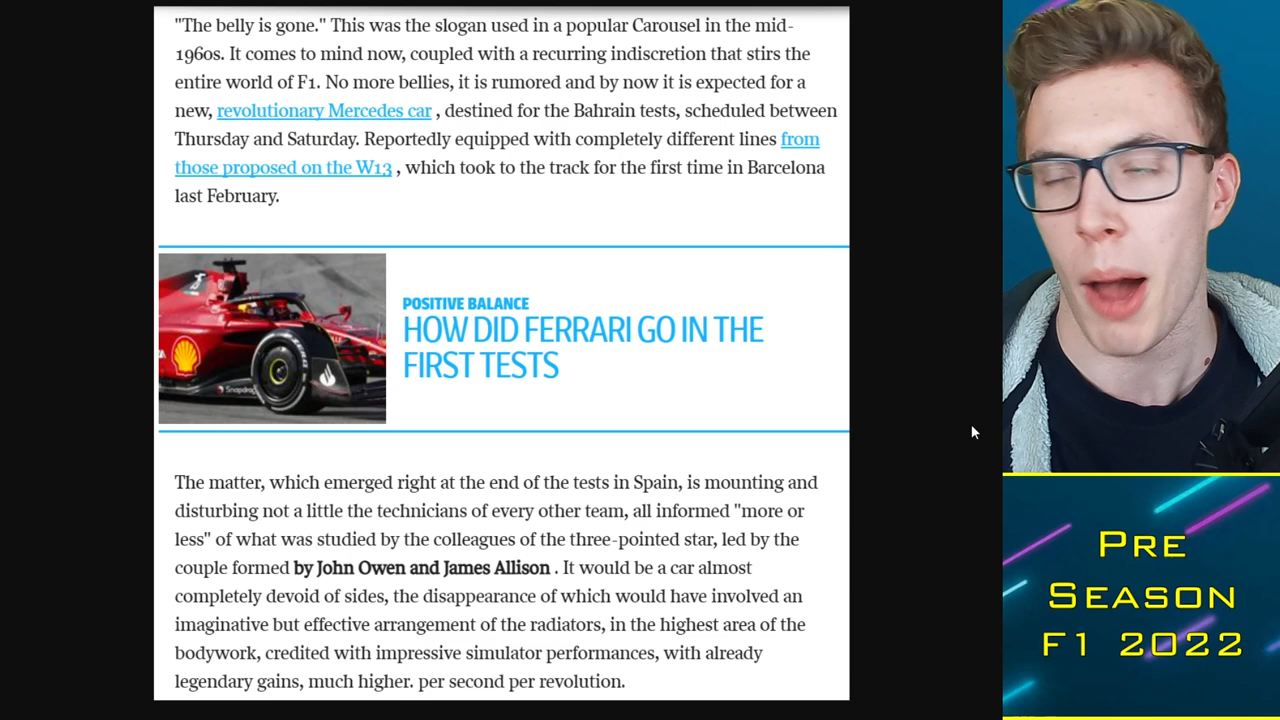 "The belly is gone." This was the slogan used in a popular Carousel in the mid-
1960s. It comes to mind now, coupled with a recurring indiscretion that stirs the
entire world of F1. No more bellies, it is rumored and by now it is expected for a
new, revolutionary Mercedes car , destined for the Bahrain tests, scheduled between
Thursday and Saturday. Reportedly equipped with completely different lines from
those proposed on the W13 , which took to the track for the first time in Barcelona
last February.
POSITIVE BALANCE
HOW DID FERRARI GO IN THE
FIRST TESTS
Snapdragon
The matter, which emerged right at the end of the tests in Spain, is mounting and
disturbing not a little the technicians of every other team, all informed "more or
less" of what was studied by the colleagues of the three-pointed star, led by the
couple formed by John Owen and James Allison . It would be a car almost
completely devoid of sides, the disappearance of which would have involved an
imaginative but effective arrangement of the radiators, in the highest area of the
bodywork, credited with impressive simulator performances, with already
legendary gains, much higher. per second per revolution.
PRE
SEASON
F1 2022